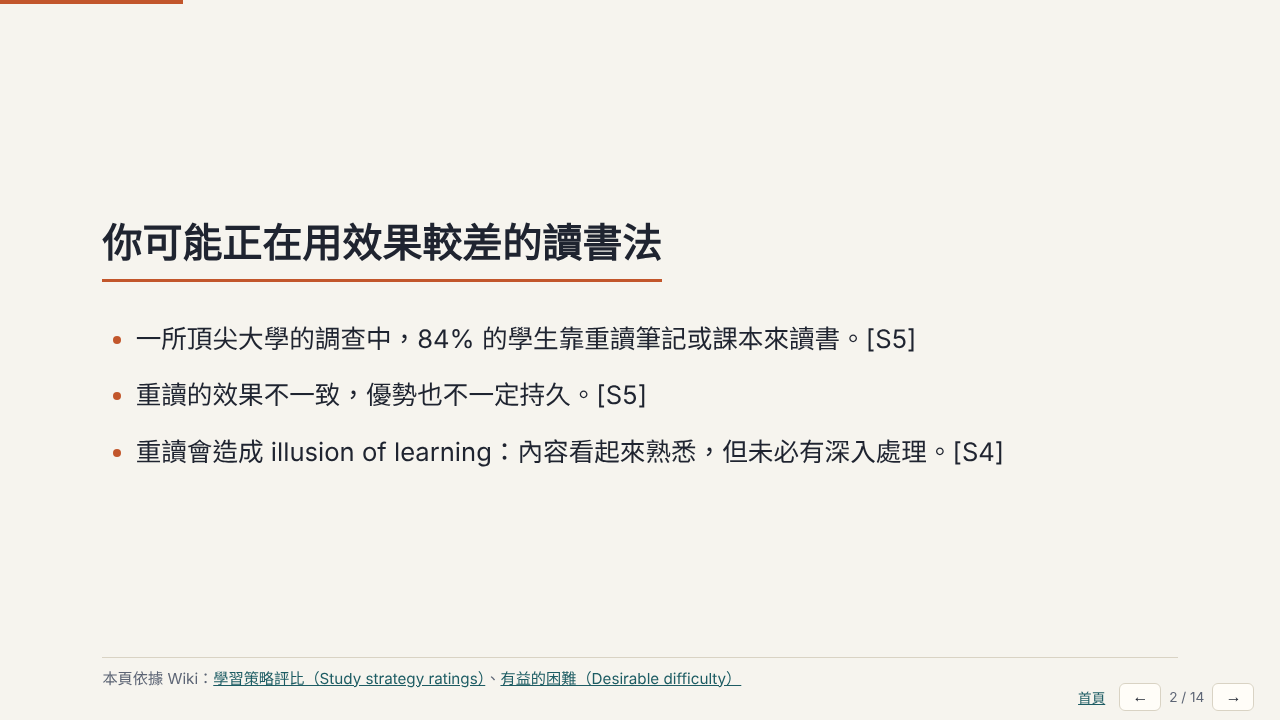 你可能正在用效果較差的讀書法
一所頂尖大學的調查中，84% 的學生靠重讀筆記或課本來讀書。[S5]
重讀的效果不一致，優勢也不一定持久。[S5]
重讀會造成 illusion of learning：內容看起來熟悉，但未必有深入處理。[S4]
本頁依據 Wiki：學習策略評比（Study strategy ratings）、有益的困難（Desirable difficulty）
首頁 ← 2 / 14 →